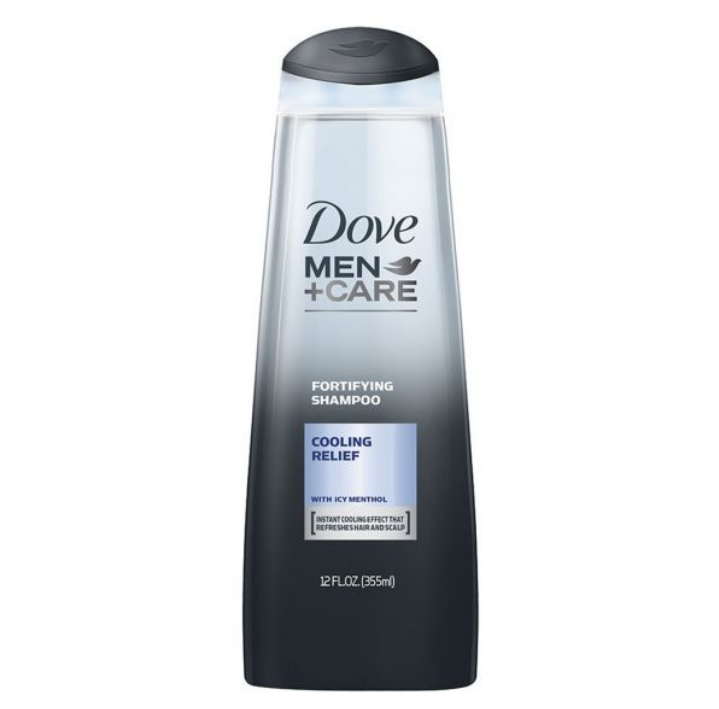 Dove
MEN
+CARE
FORTIFYING
SHAMPOO
COOLING
RELIEF
WITH ICY MENTHOL
[INSTANT COOLING EFFECT THAT
REFRESHES HAIR AND SCALP]
12 FL.OZ. (355ml)